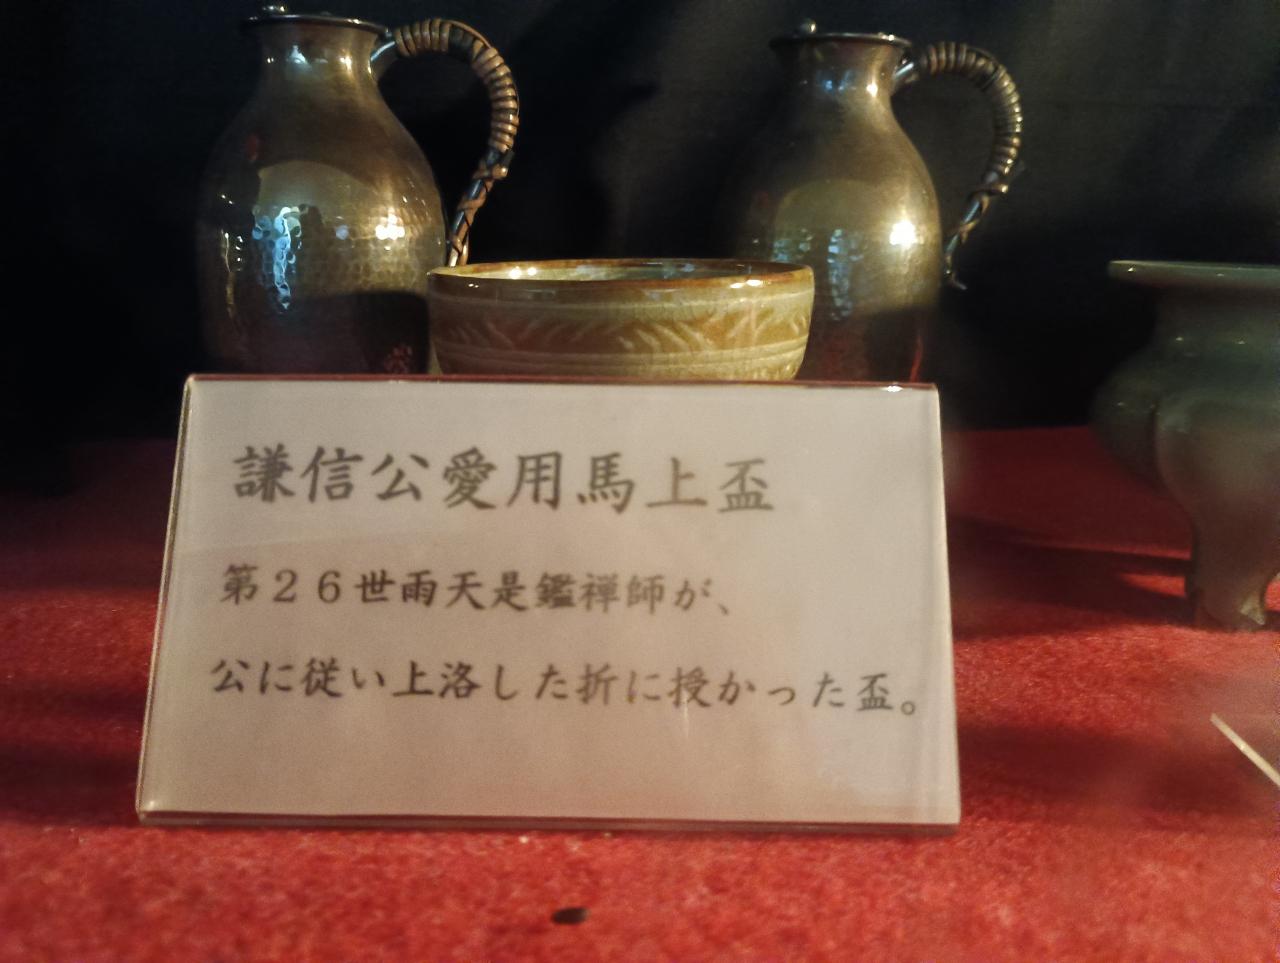 謙信公愛用馬上盃
第２６世雨天是鑑禅師が、
公に従い上洛した折に授かった盃。